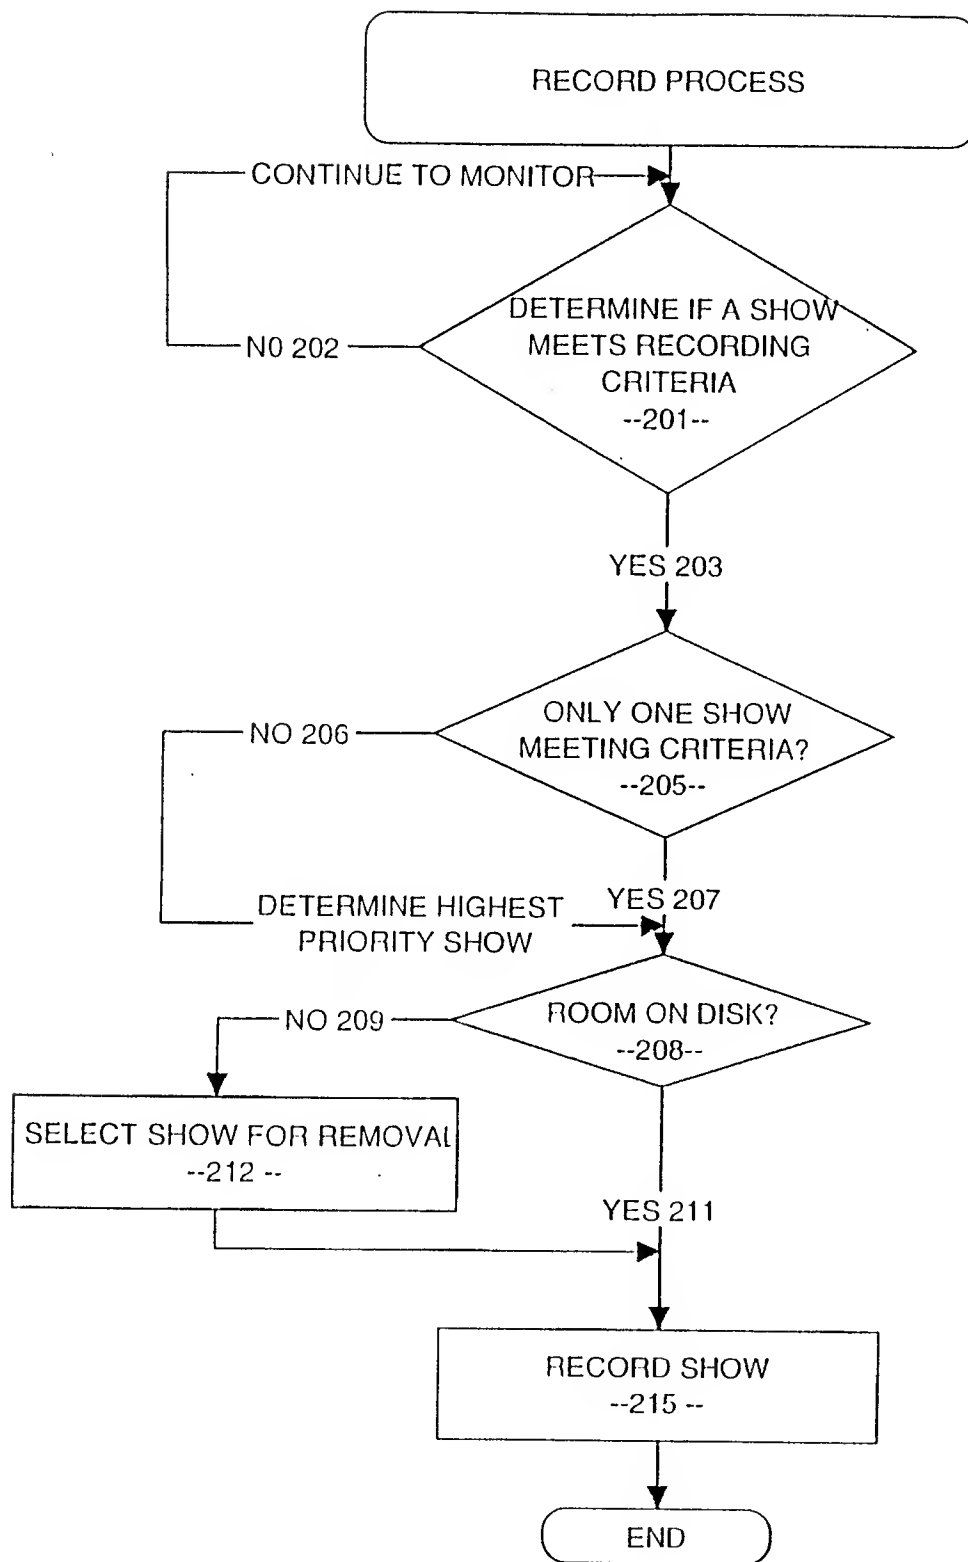 RECORD PROCESS
CONTINUE TO MONITOR
DETERMINE IF A SHOW
MEETS RECORDING
CRITERIA
--201--
N0 202
YES 203
ONLY ONE SHOW
MEETING CRITERIA?
--205--
NO 206
YES 207
DETERMINE HIGHEST
PRIORITY SHOW
ROOM ON DISK?
--208--
NO 209
SELECT SHOW FOR REMOVAL
--212 --
YES 211
RECORD SHOW
--215 --
END